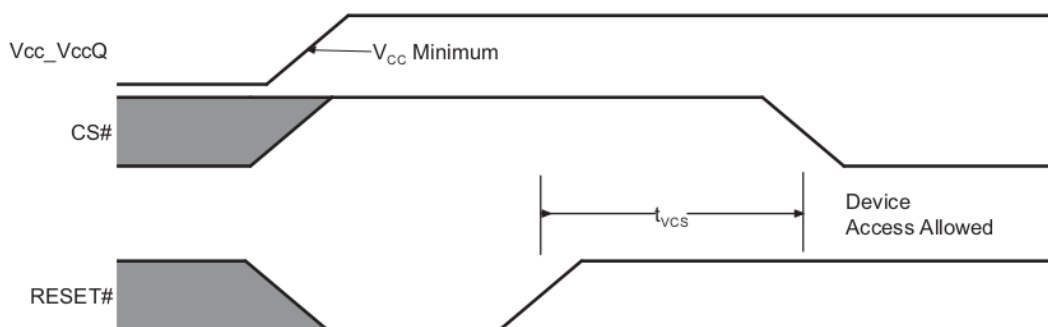 Vcc_VccQ
VCC Minimum
CS#
tVCS
Device
Access Allowed
RESET#